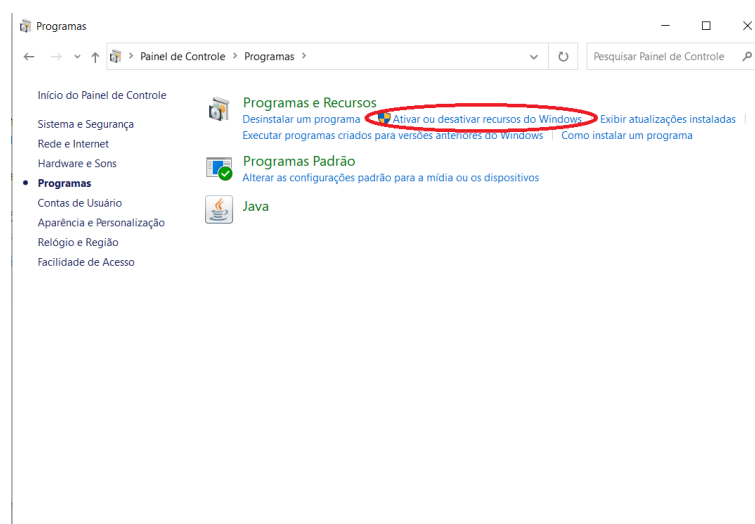 Programas
Painel de Controle > Programas >
Pesquisar Painel de Controle
Início do Painel de Controle
Sistema e Segurança
Rede e Internet
Hardware e Sons
Programas
Contas de Usuário
Aparência e Personalização
Relógio e Região
Facilidade de Acesso
Programas e Recursos
Desinstalar um programa
Ativar ou desativar recursos do Windows
Exibir atualizações instaladas
Executar programas criados para versões anteriores do Windows
Como instalar um programa
Programas Padrão
Alterar as configurações padrão para a mídia ou os dispositivos
Java